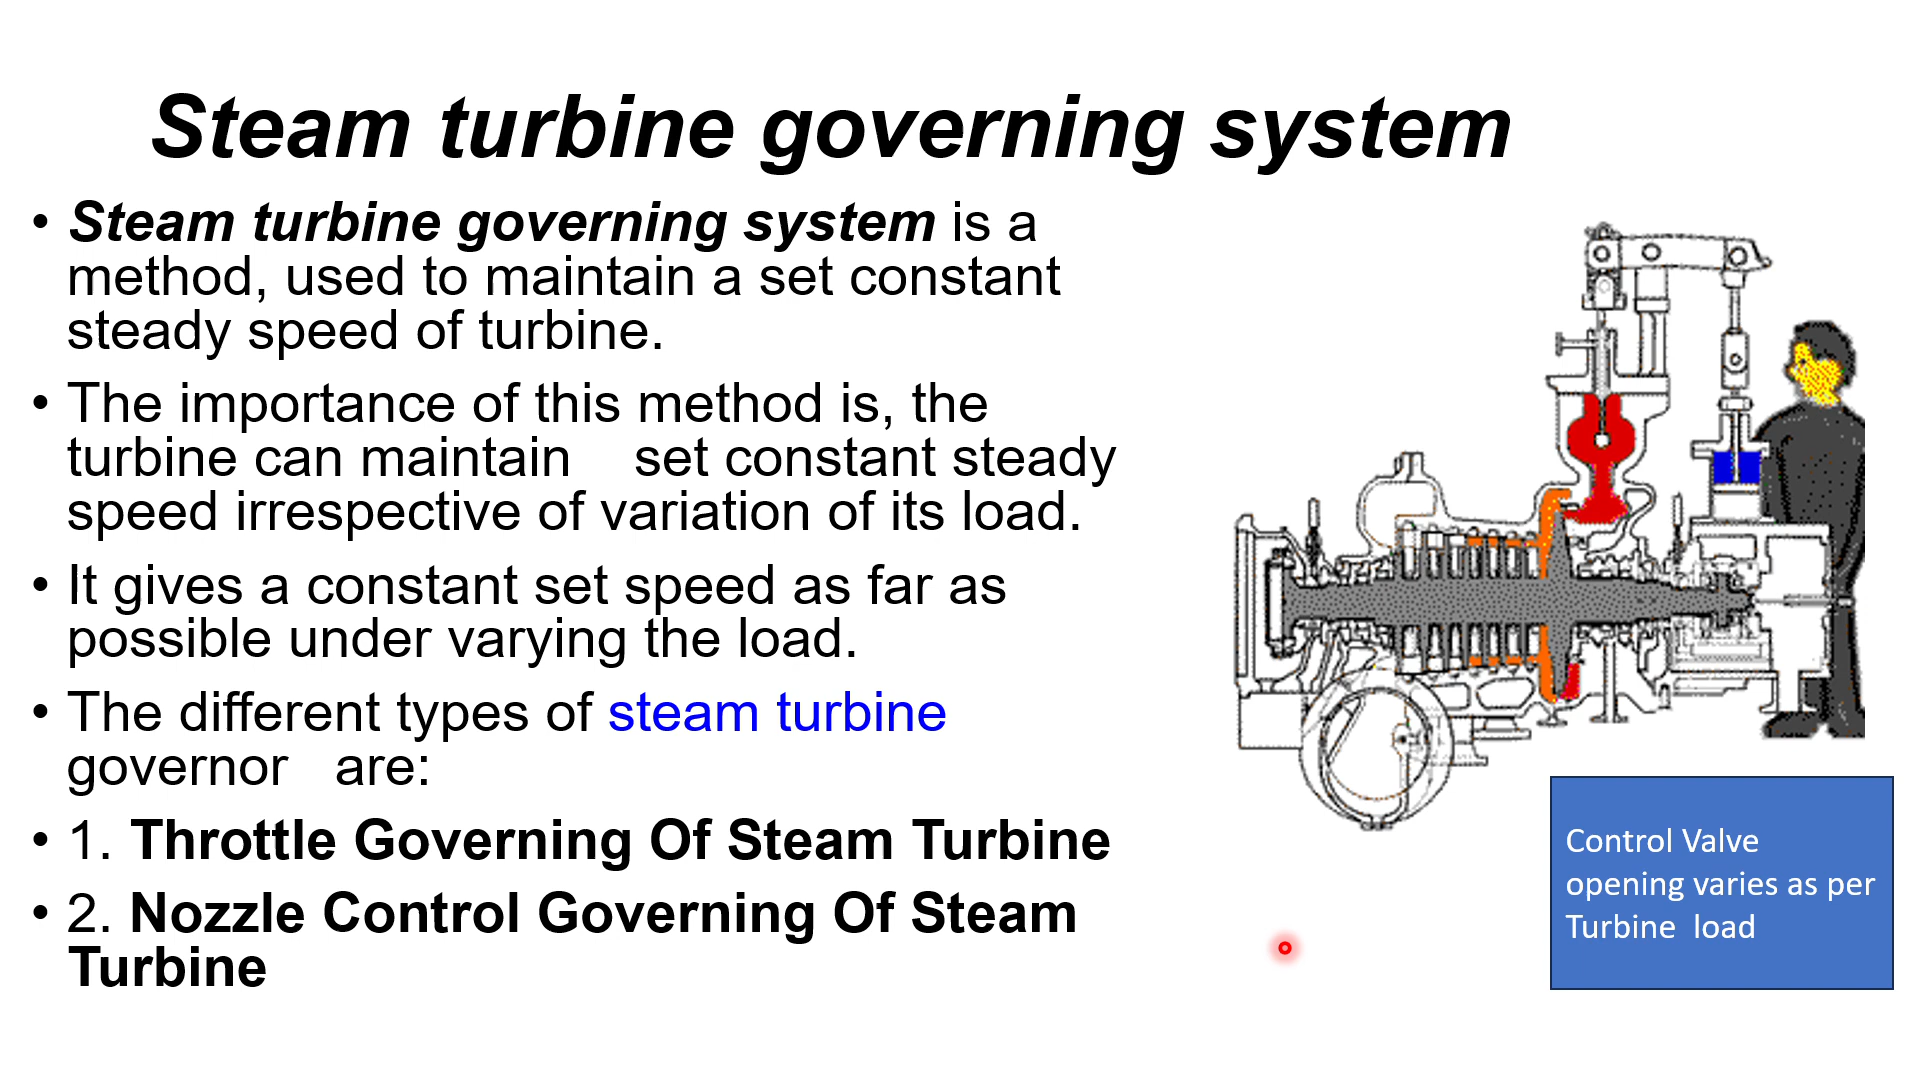 Steam turbine governing system
• Steam turbine governing system is a
method, used to maintain a set constant
steady speed of turbine.
• The importance of this method is, the
turbine can maintain    set constant steady
speed irrespective of variation of its load.
• It gives a constant set speed as far as
possible under varying the load.
• The different types of steam turbine
governor   are:
• 1. Throttle Governing Of Steam Turbine
• 2. Nozzle Control Governing Of Steam
Turbine
Control Valve
opening varies as per
Turbine  load